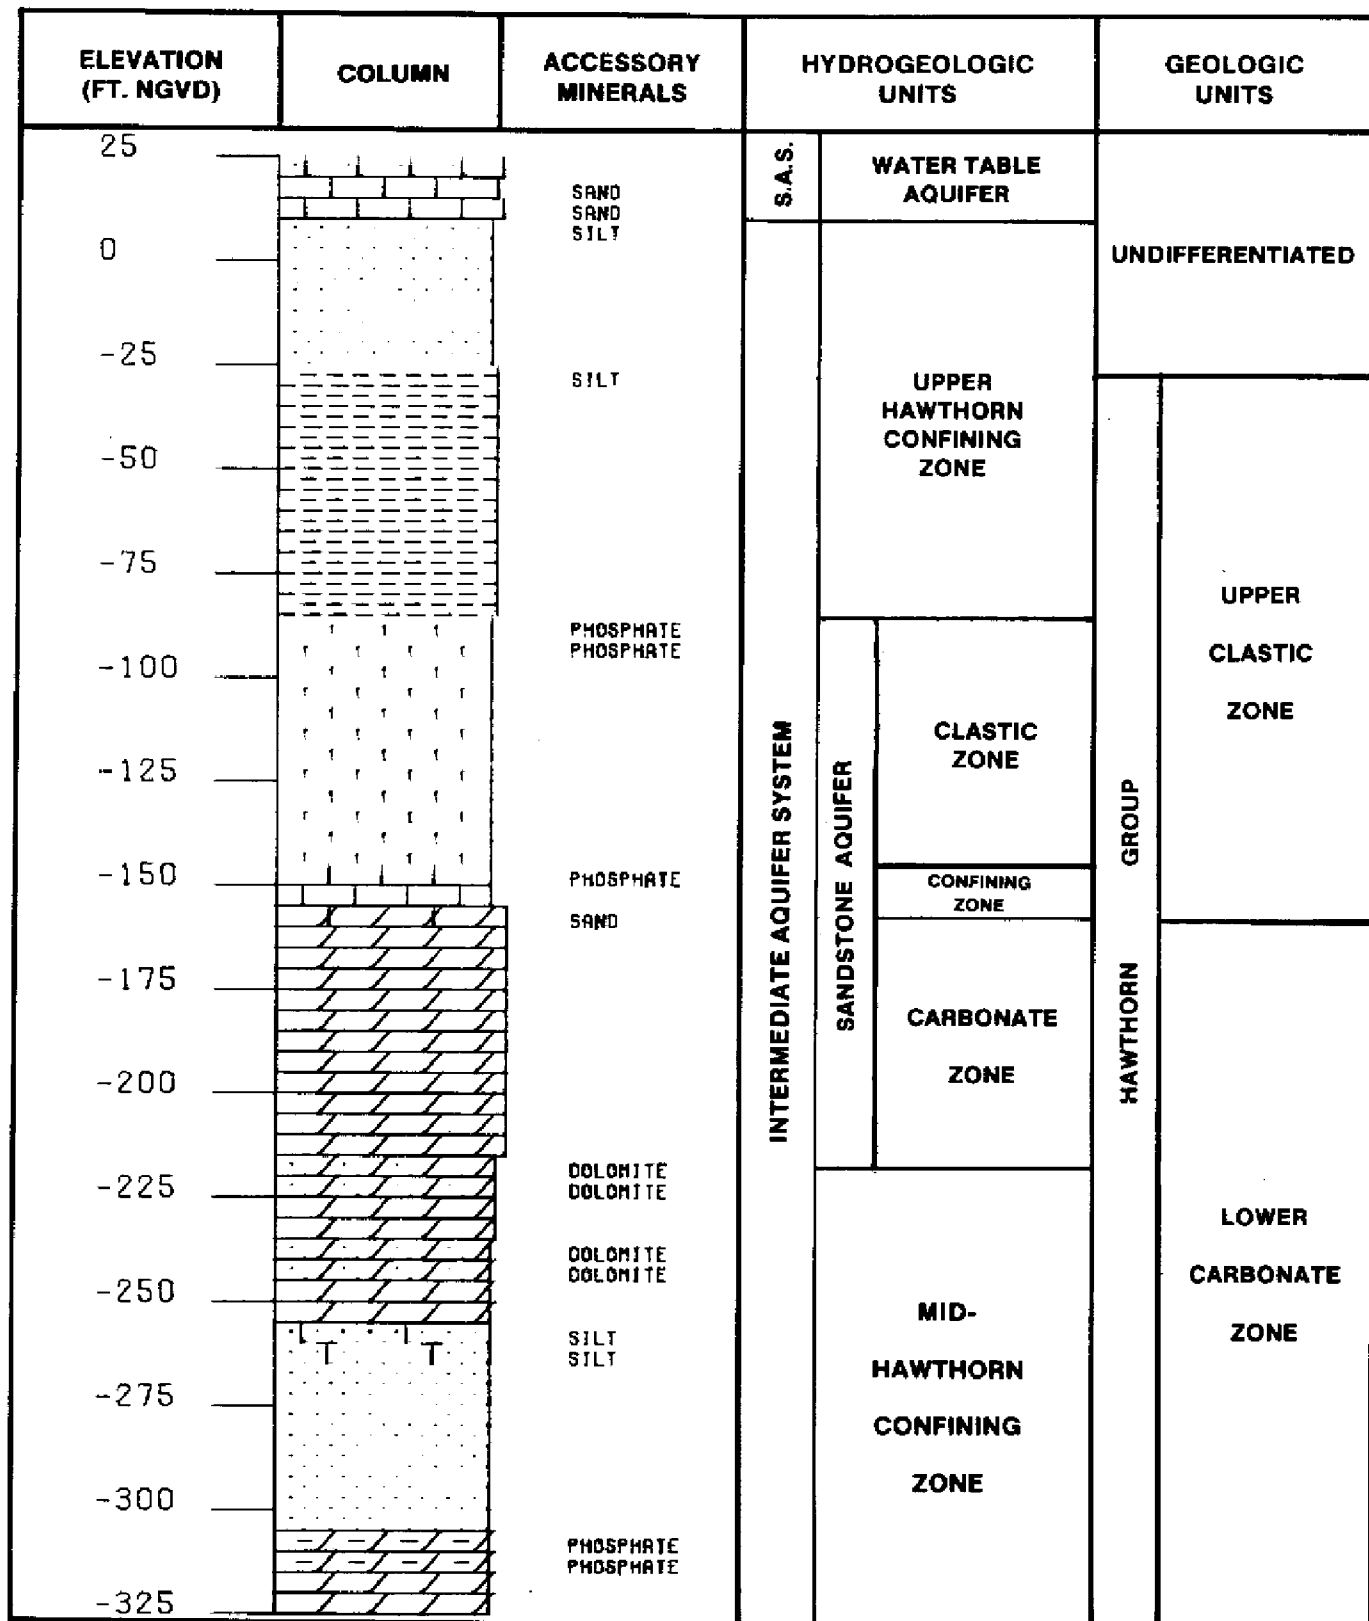 ELEVATION
(FT. NGVD)
COLUMN
ACCESSORY
MINERALS
HYDROGEOLOGIC
UNITS
GEOLOGIC
UNITS
25
0
-25
-50
-75
-100
-125
-150
-175
-200
-225
-250
-275
-300
-325
SAND
SAND
SILT
SILT
PHOSPHATE
PHOSPHATE
PHOSPHATE
SAND
DOLOMITE
DOLOMITE
DOLOMITE
DOLOMITE
SILT
SILT
PHOSPHATE
PHOSPHATE
S.A.S.
INTERMEDIATE AQUIFER SYSTEM
WATER TABLE
AQUIFER
UPPER
HAWTHORN
CONFINING
ZONE
SANDSTONE AQUIFER
CLASTIC
ZONE
CONFINING
ZONE
CARBONATE
ZONE
MID-
HAWTHORN
CONFINING
ZONE
UNDIFFERENTIATED
HAWTHORN GROUP
UPPER
CLASTIC
ZONE
LOWER
CARBONATE
ZONE